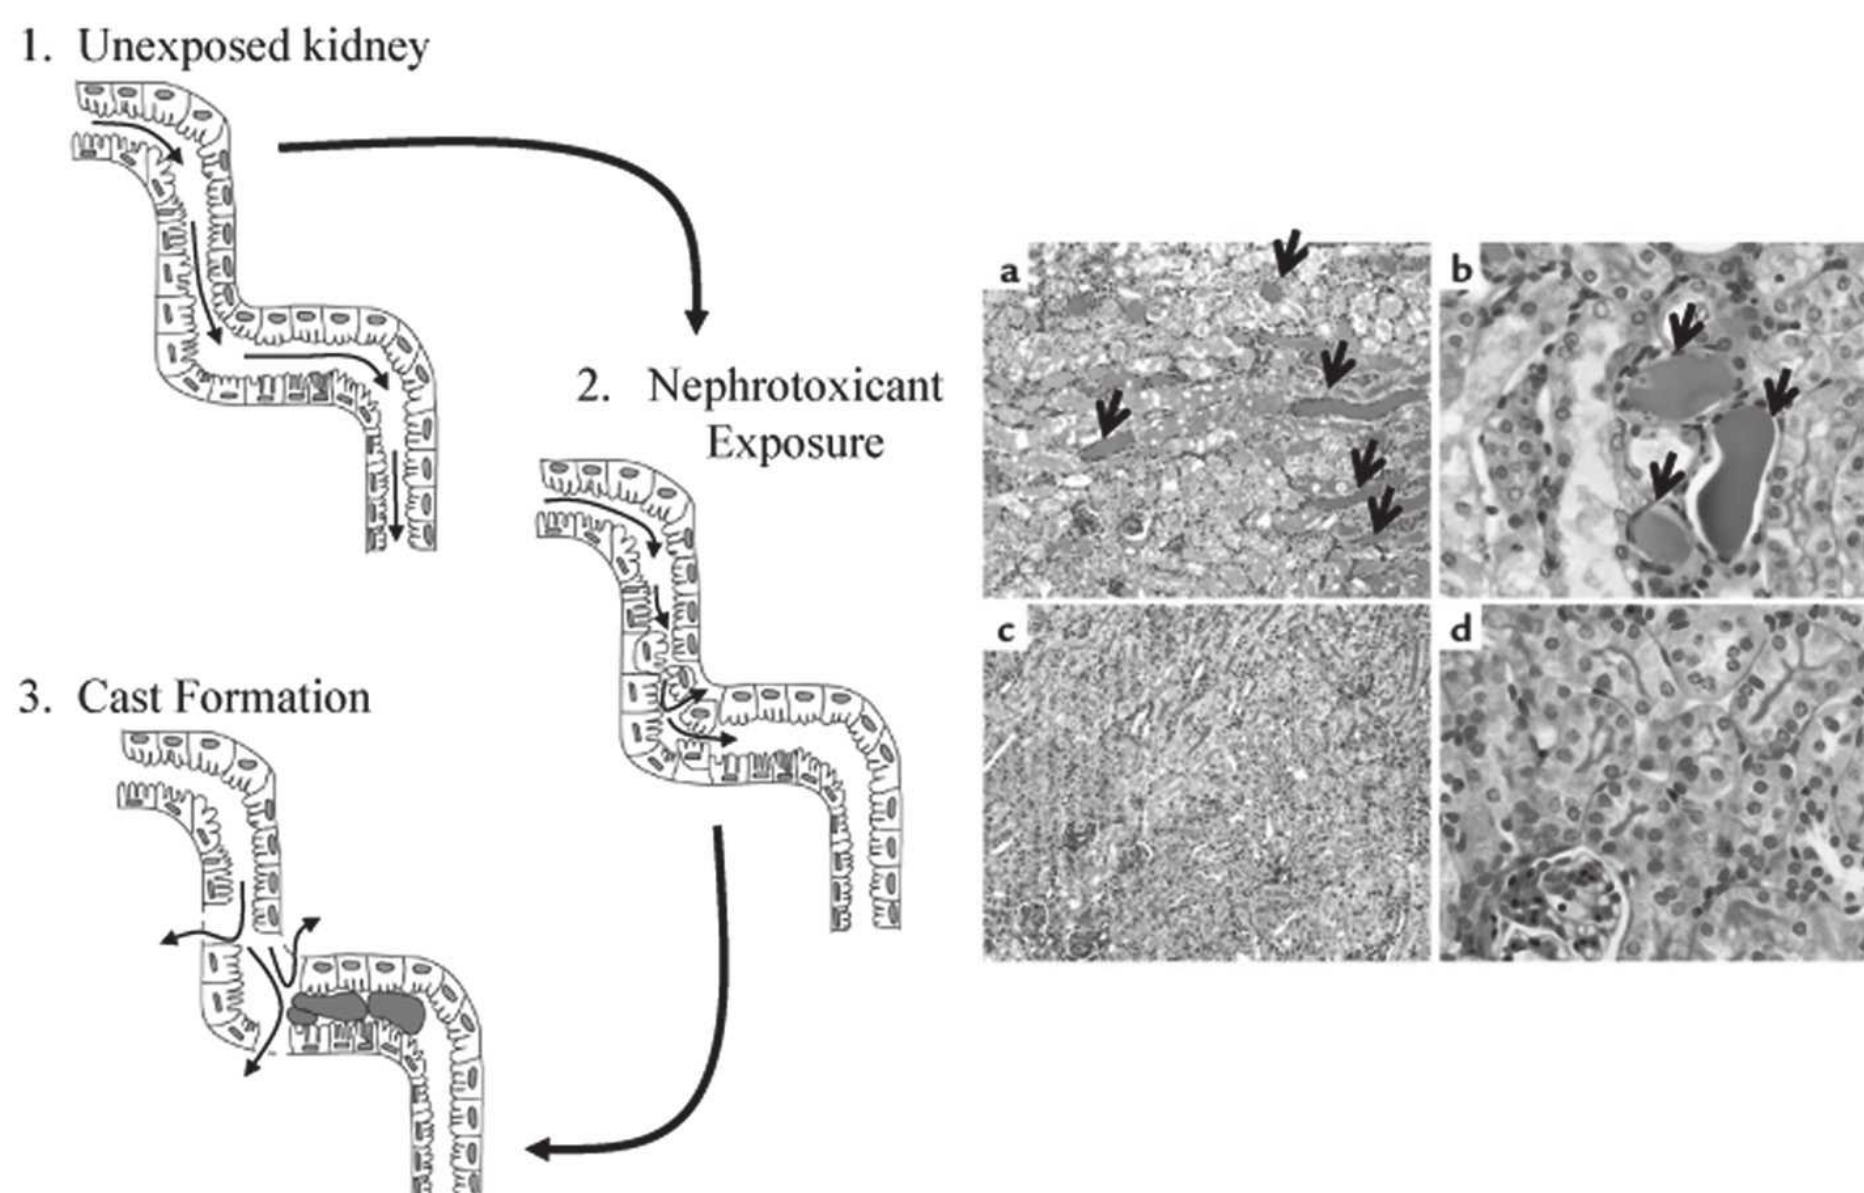 1. Unexposed kidney
2. Nephrotoxicant
Exposure
3. Cast Formation
a
b
c
d